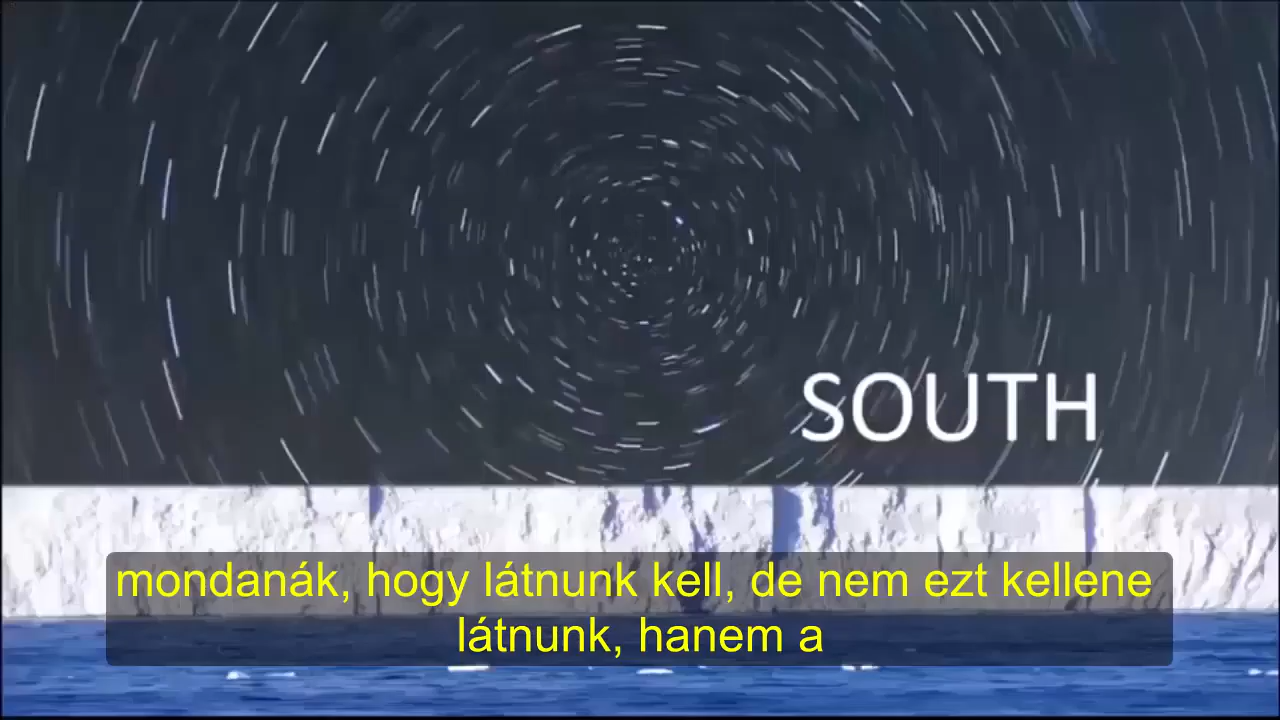 SOUTH
mondanák, hogy látnunk kell, de nem ezt kellene
látnunk, hanem a